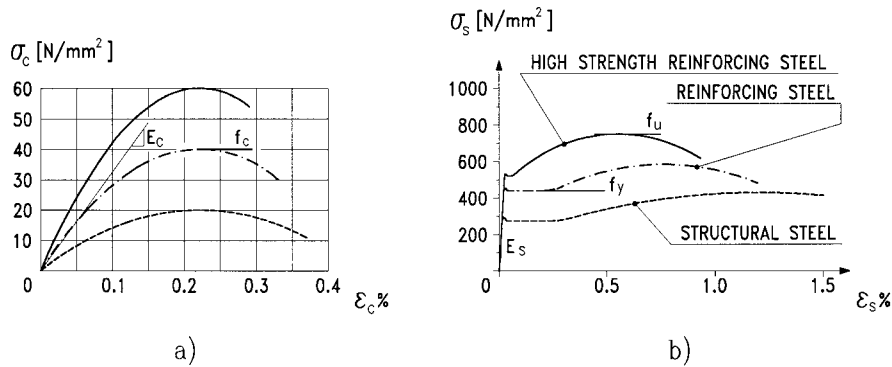 σc [N/mm²]
60
50
40
30
20
10
0
0.1
0.2
0.3
0.4
Ec
fc
εc%
a)
σs [N/mm²]
HIGH STRENGTH REINFORCING STEEL
REINFORCING STEEL
1000
800
600
400
200
0
0.5
1.0
1.5
fu
fy
Es
STRUCTURAL STEEL
εs%
b)